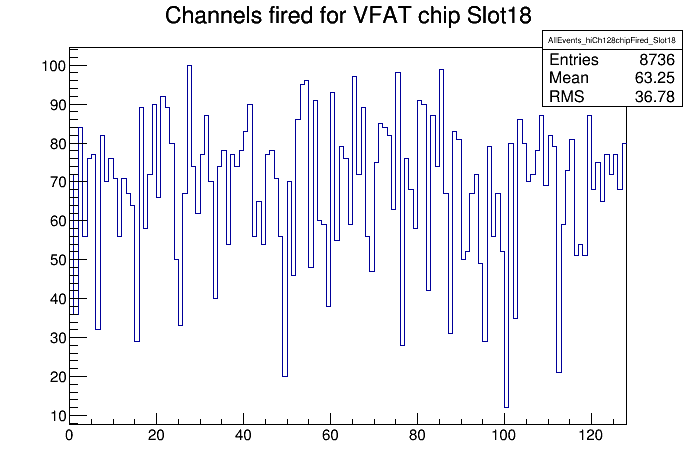 Channels fired for VFAT chip Slot18
AllEvents_hiCh128chipFired_Slot18
Entries 8736
Mean 63.25
RMS 36.78
100
90
80
70
60
50
40
30
20
10
0 20 40 60 80 100 120